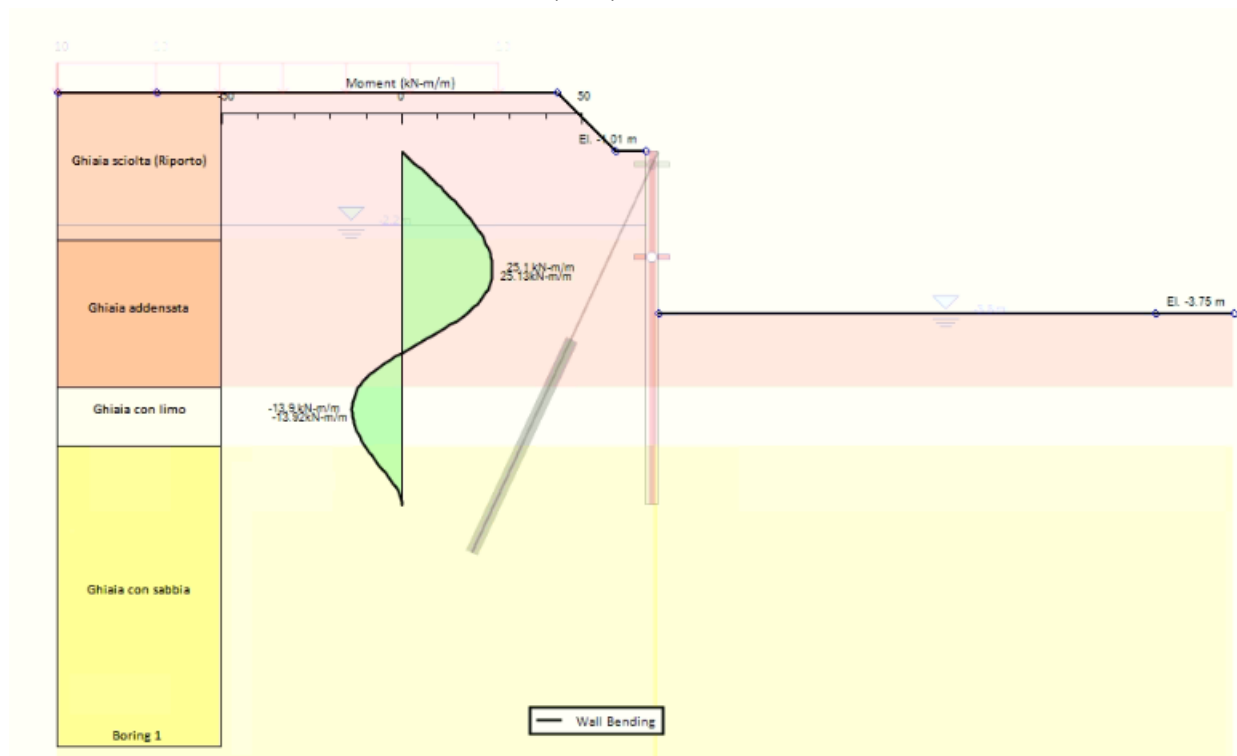 10
Moment (kN-m/m)
-50
0
50
El. -1.01 m
Ghiaia sciolta (Riporto)
25.1 kN-m/m
25.13kN-m/m
Ghiaia addensata
El. -3.75 m
Ghiaia con limo
-13.9 kN-m/m
-13.92kN-m/m
Ghiaia con sabbia
Wall Bending
Boring 1